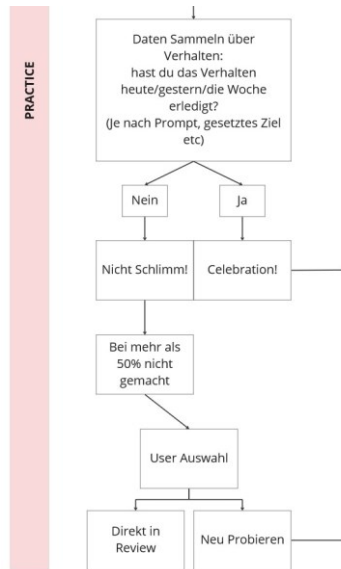 PRACTICE
Daten Sammeln über
Verhalten:
hast du das Verhalten
heute/gestern/die Woche
erledigt?
(Je nach Prompt, gesetztes Ziel
etc)
Nein
Ja
Nicht Schlimm!
Celebration!
Bei mehr als
50% nicht
gemacht
User Auswahl
Direkt in
Review
Neu Probieren